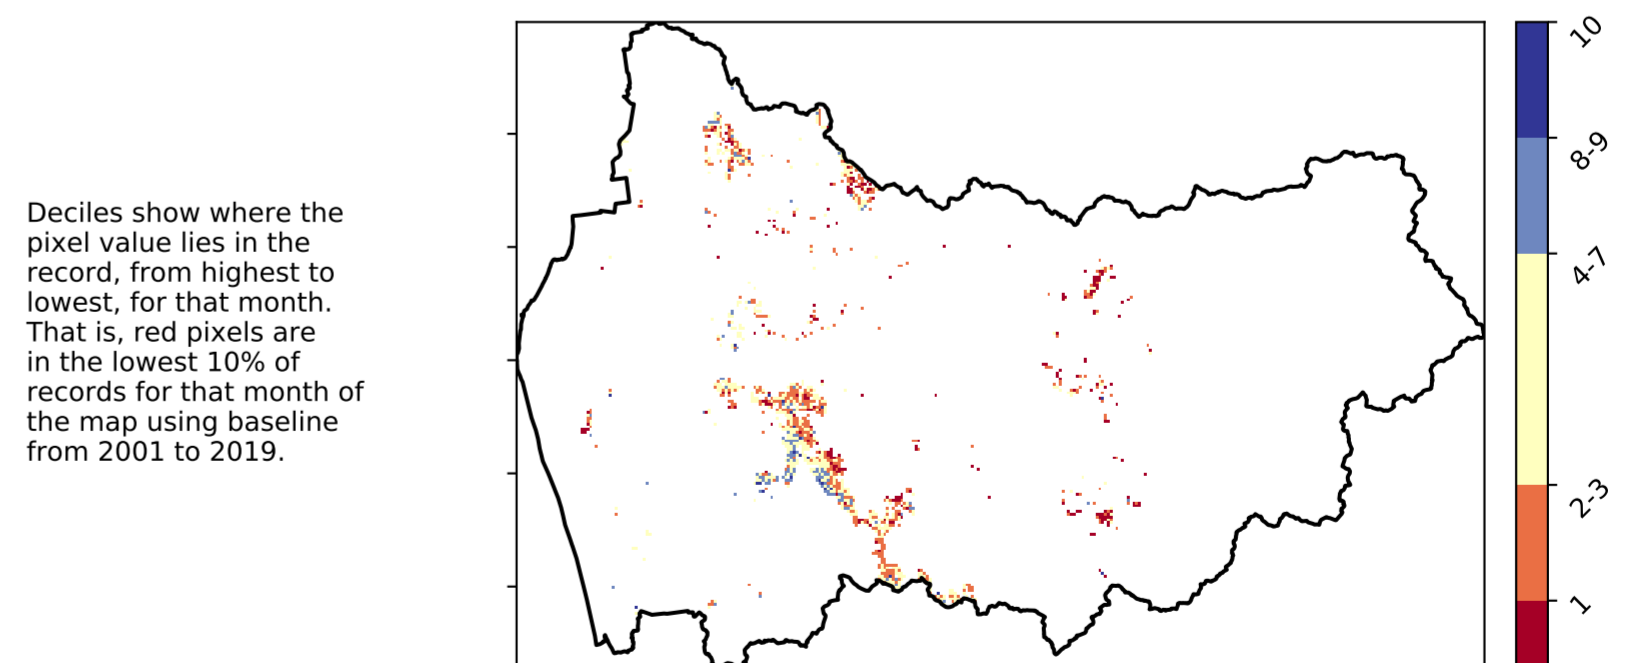 Deciles show where the
pixel value lies in the
record, from highest to
lowest, for that month.
That is, red pixels are
in the lowest 10% of
records for that month of
the map using baseline
from 2001 to 2019.
10
8-9
4-7
2-3
1